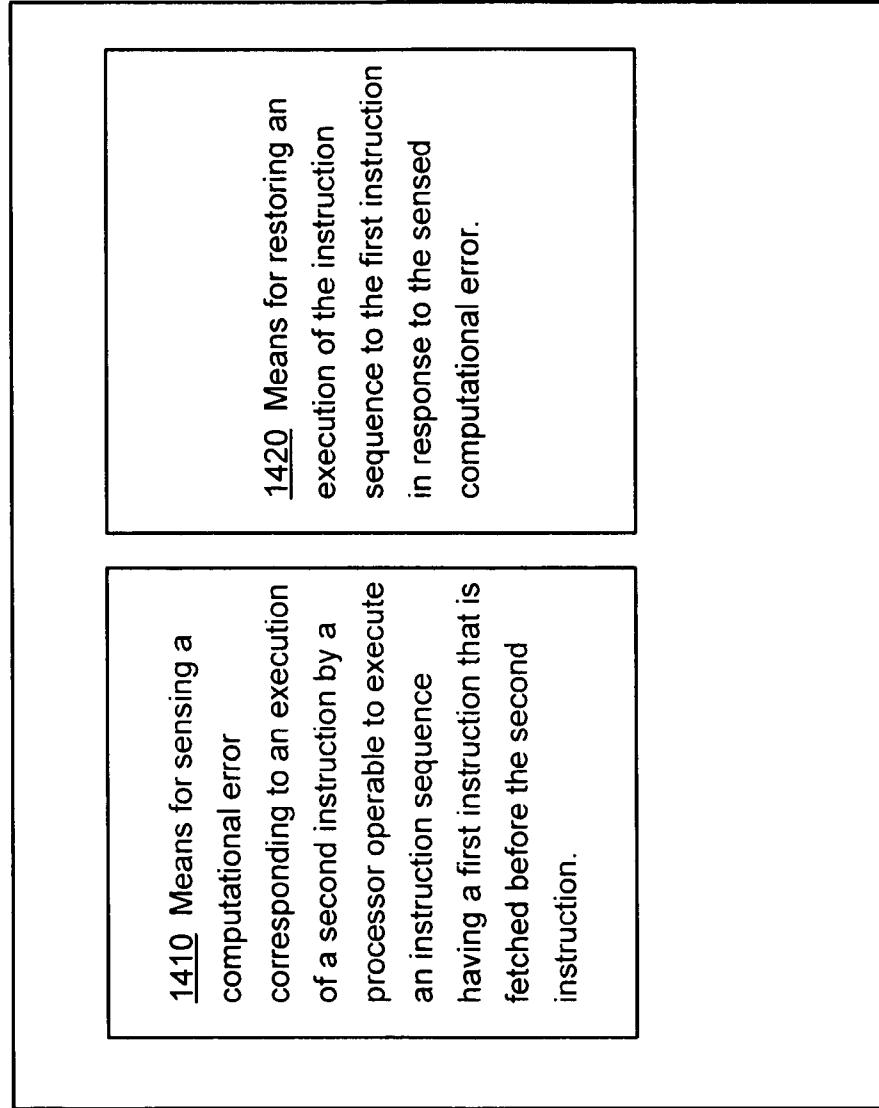 1410 Means for sensing a
computational error
corresponding to an execution
of a second instruction by a
processor operable to execute
an instruction sequence
having a first instruction that is
fetched before the second
instruction.
1420 Means for restoring an
execution of the instruction
sequence to the first instruction
in response to the sensed
computational error.